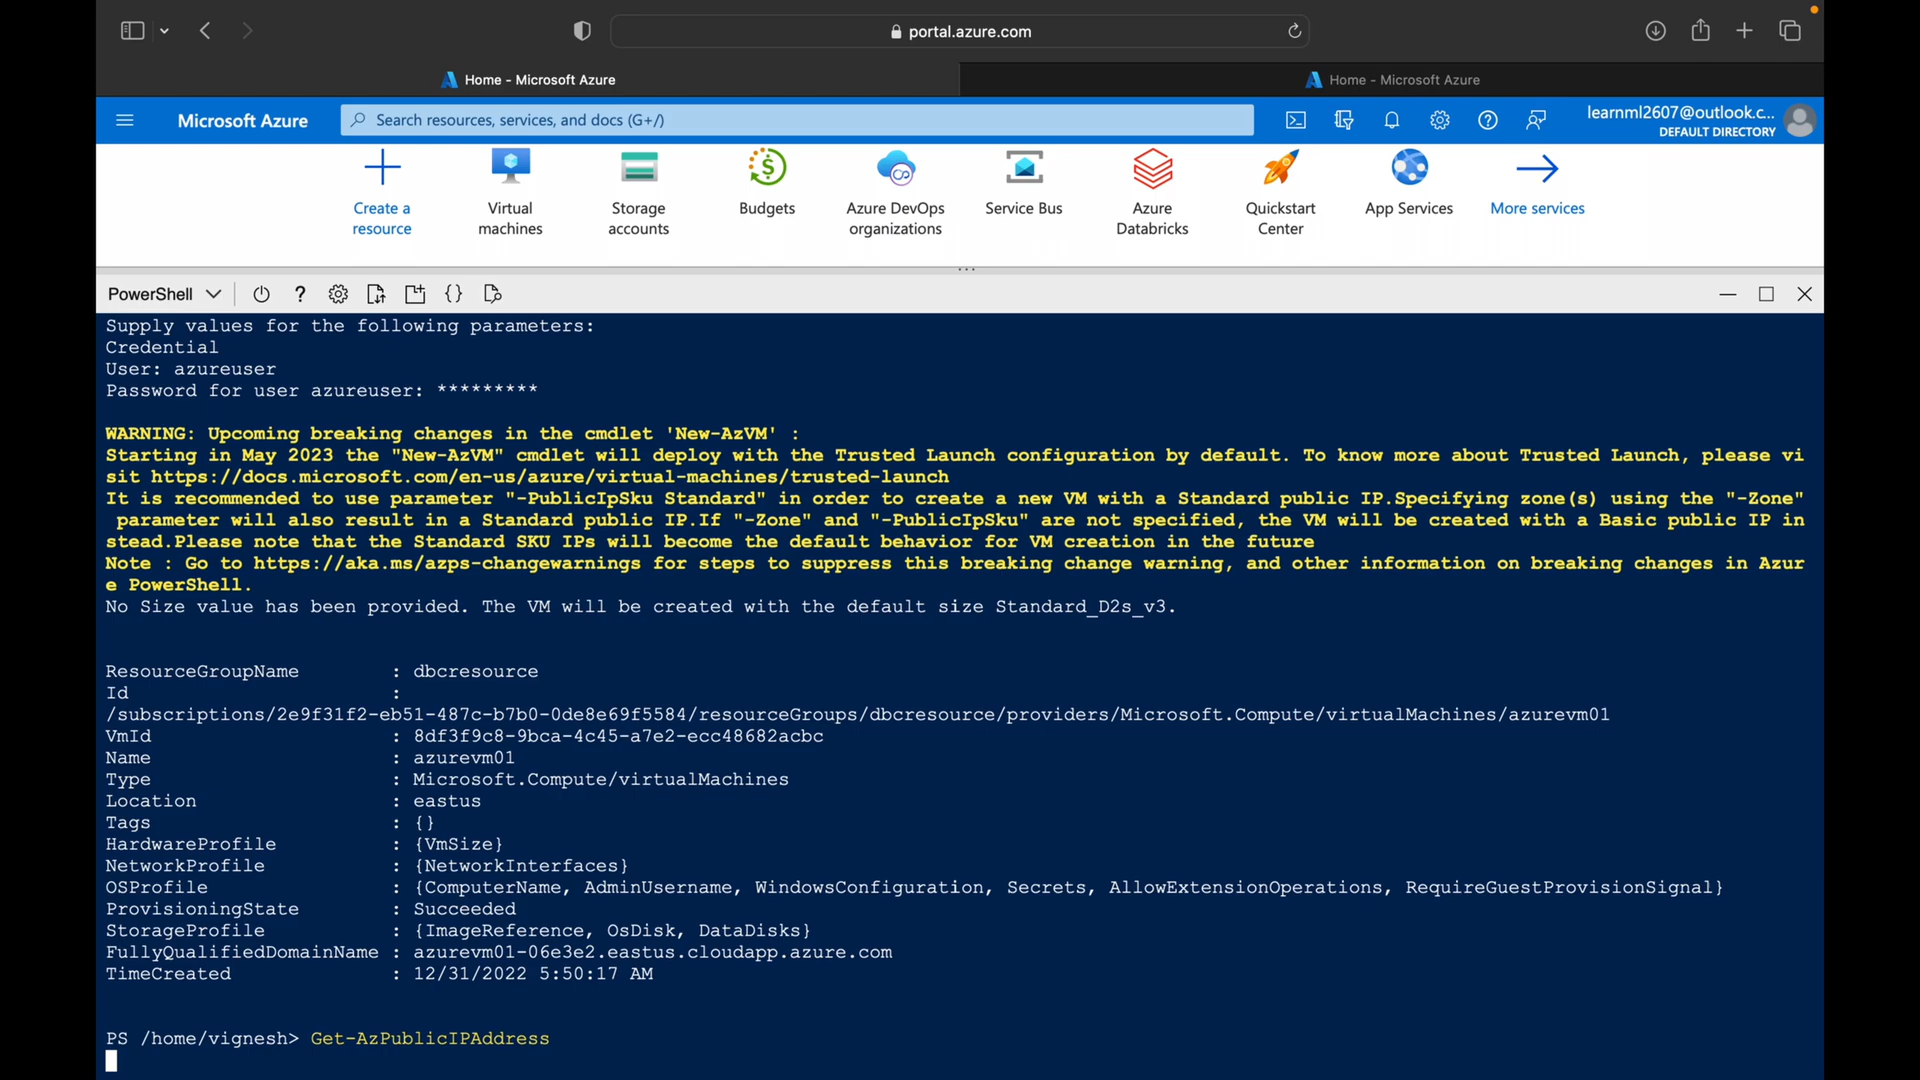 portal.azure.com
Home - Microsoft Azure
Home - Microsoft Azure
Microsoft Azure
Search resources, services, and docs (G+/)
learnml2607@outlook.c...
DEFAULT DIRECTORY
Create a
resource
Virtual
machines
Storage
accounts
Budgets
Azure DevOps
organizations
Service Bus
Azure
Databricks
Quickstart
Center
App Services
More services
PowerShell
Supply values for the following parameters:
Credential
User: azureuser
Password for user azureuser: *********
WARNING: Upcoming breaking changes in the cmdlet 'New-AzVM' :
Starting in May 2023 the "New-AzVM" cmdlet will deploy with the Trusted Launch configuration by default. To know more about Trusted Launch, please vi
sit https://docs.microsoft.com/en-us/azure/virtual-machines/trusted-launch
It is recommended to use parameter "-PublicIpSku Standard" in order to create a new VM with a Standard public IP.Specifying zone(s) using the "-Zone"
parameter will also result in a Standard public IP.If "-Zone" and "-PublicIpSku" are not specified, the VM will be created with a Basic public IP in
stead.Please note that the Standard SKU IPs will become the default behavior for VM creation in the future
Note : Go to https://aka.ms/azps-changewarnings for steps to suppress this breaking change warning, and other information on breaking changes in Azur
e PowerShell.
No Size value has been provided. The VM will be created with the default size Standard_D2s_v3.
ResourceGroupName : dbcresource
Id :
/subscriptions/2e9f31f2-eb51-487c-b7b0-0de8e69f5584/resourceGroups/dbcresource/providers/Microsoft.Compute/virtualMachines/azurevm01
VmId : 8df3f9c8-9bca-4c45-a7e2-ecc48682acbc
Name : azurevm01
Type : Microsoft.Compute/virtualMachines
Location : eastus
Tags : {}
HardwareProfile : {VmSize}
NetworkProfile : {NetworkInterfaces}
OSProfile : {ComputerName, AdminUsername, WindowsConfiguration, Secrets, AllowExtensionOperations, RequireGuestProvisionSignal}
ProvisioningState : Succeeded
StorageProfile : {ImageReference, OsDisk, DataDisks}
FullyQualifiedDomainName : azurevm01-06e3e2.eastus.cloudapp.azure.com
TimeCreated : 12/31/2022 5:50:17 AM
PS /home/vignesh> Get-AzPublicIPAddress